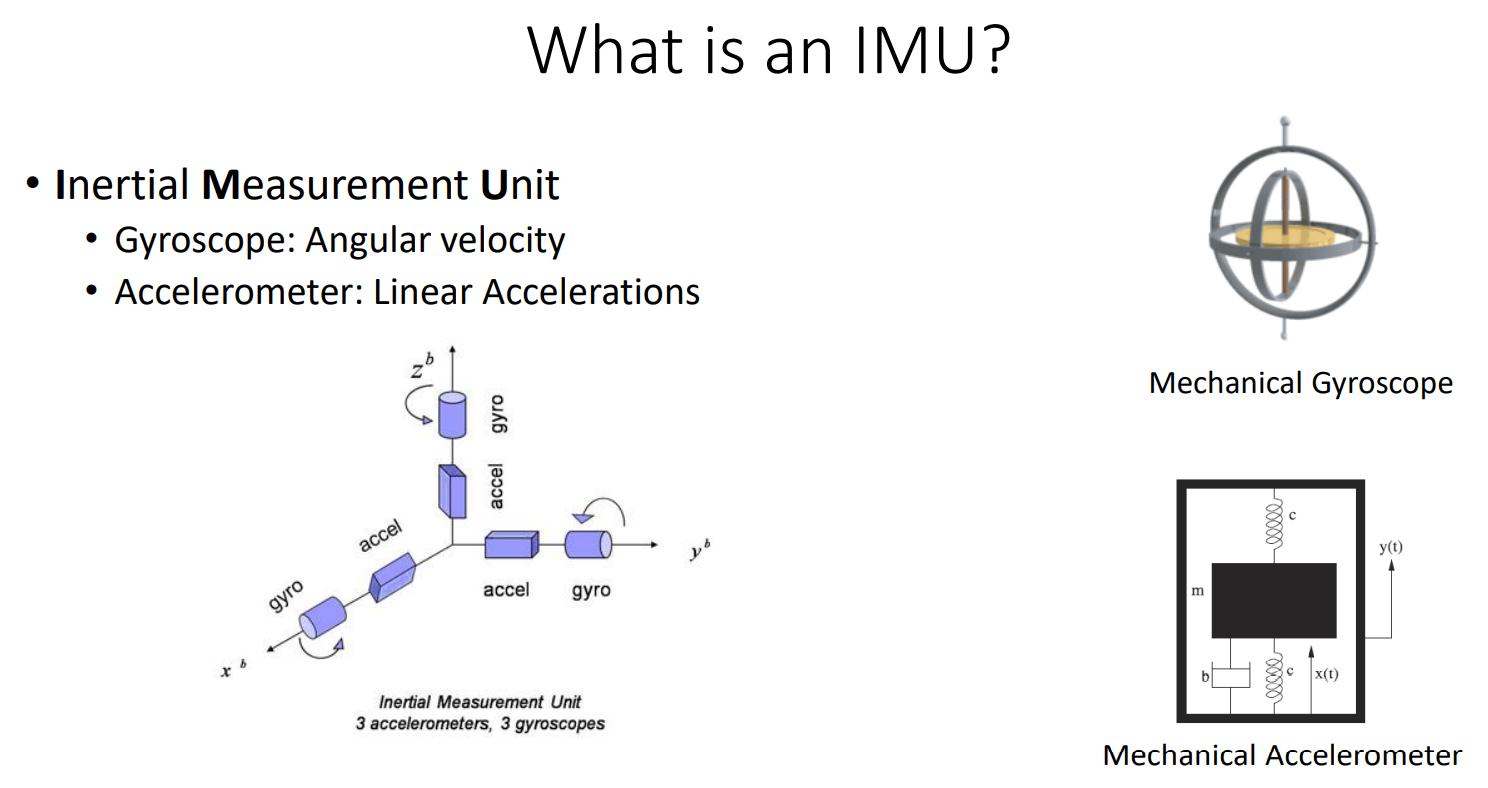 What is an IMU?
• Inertial Measurement Unit
• Gyroscope: Angular velocity
• Accelerometer: Linear Accelerations
z^b
gyro
accel
accel
gyro
accel
gyro
y^b
x^b
Inertial Measurement Unit
3 accelerometers, 3 gyroscopes
Mechanical Gyroscope
c
y(t)
m
b
c
x(t)
Mechanical Accelerometer